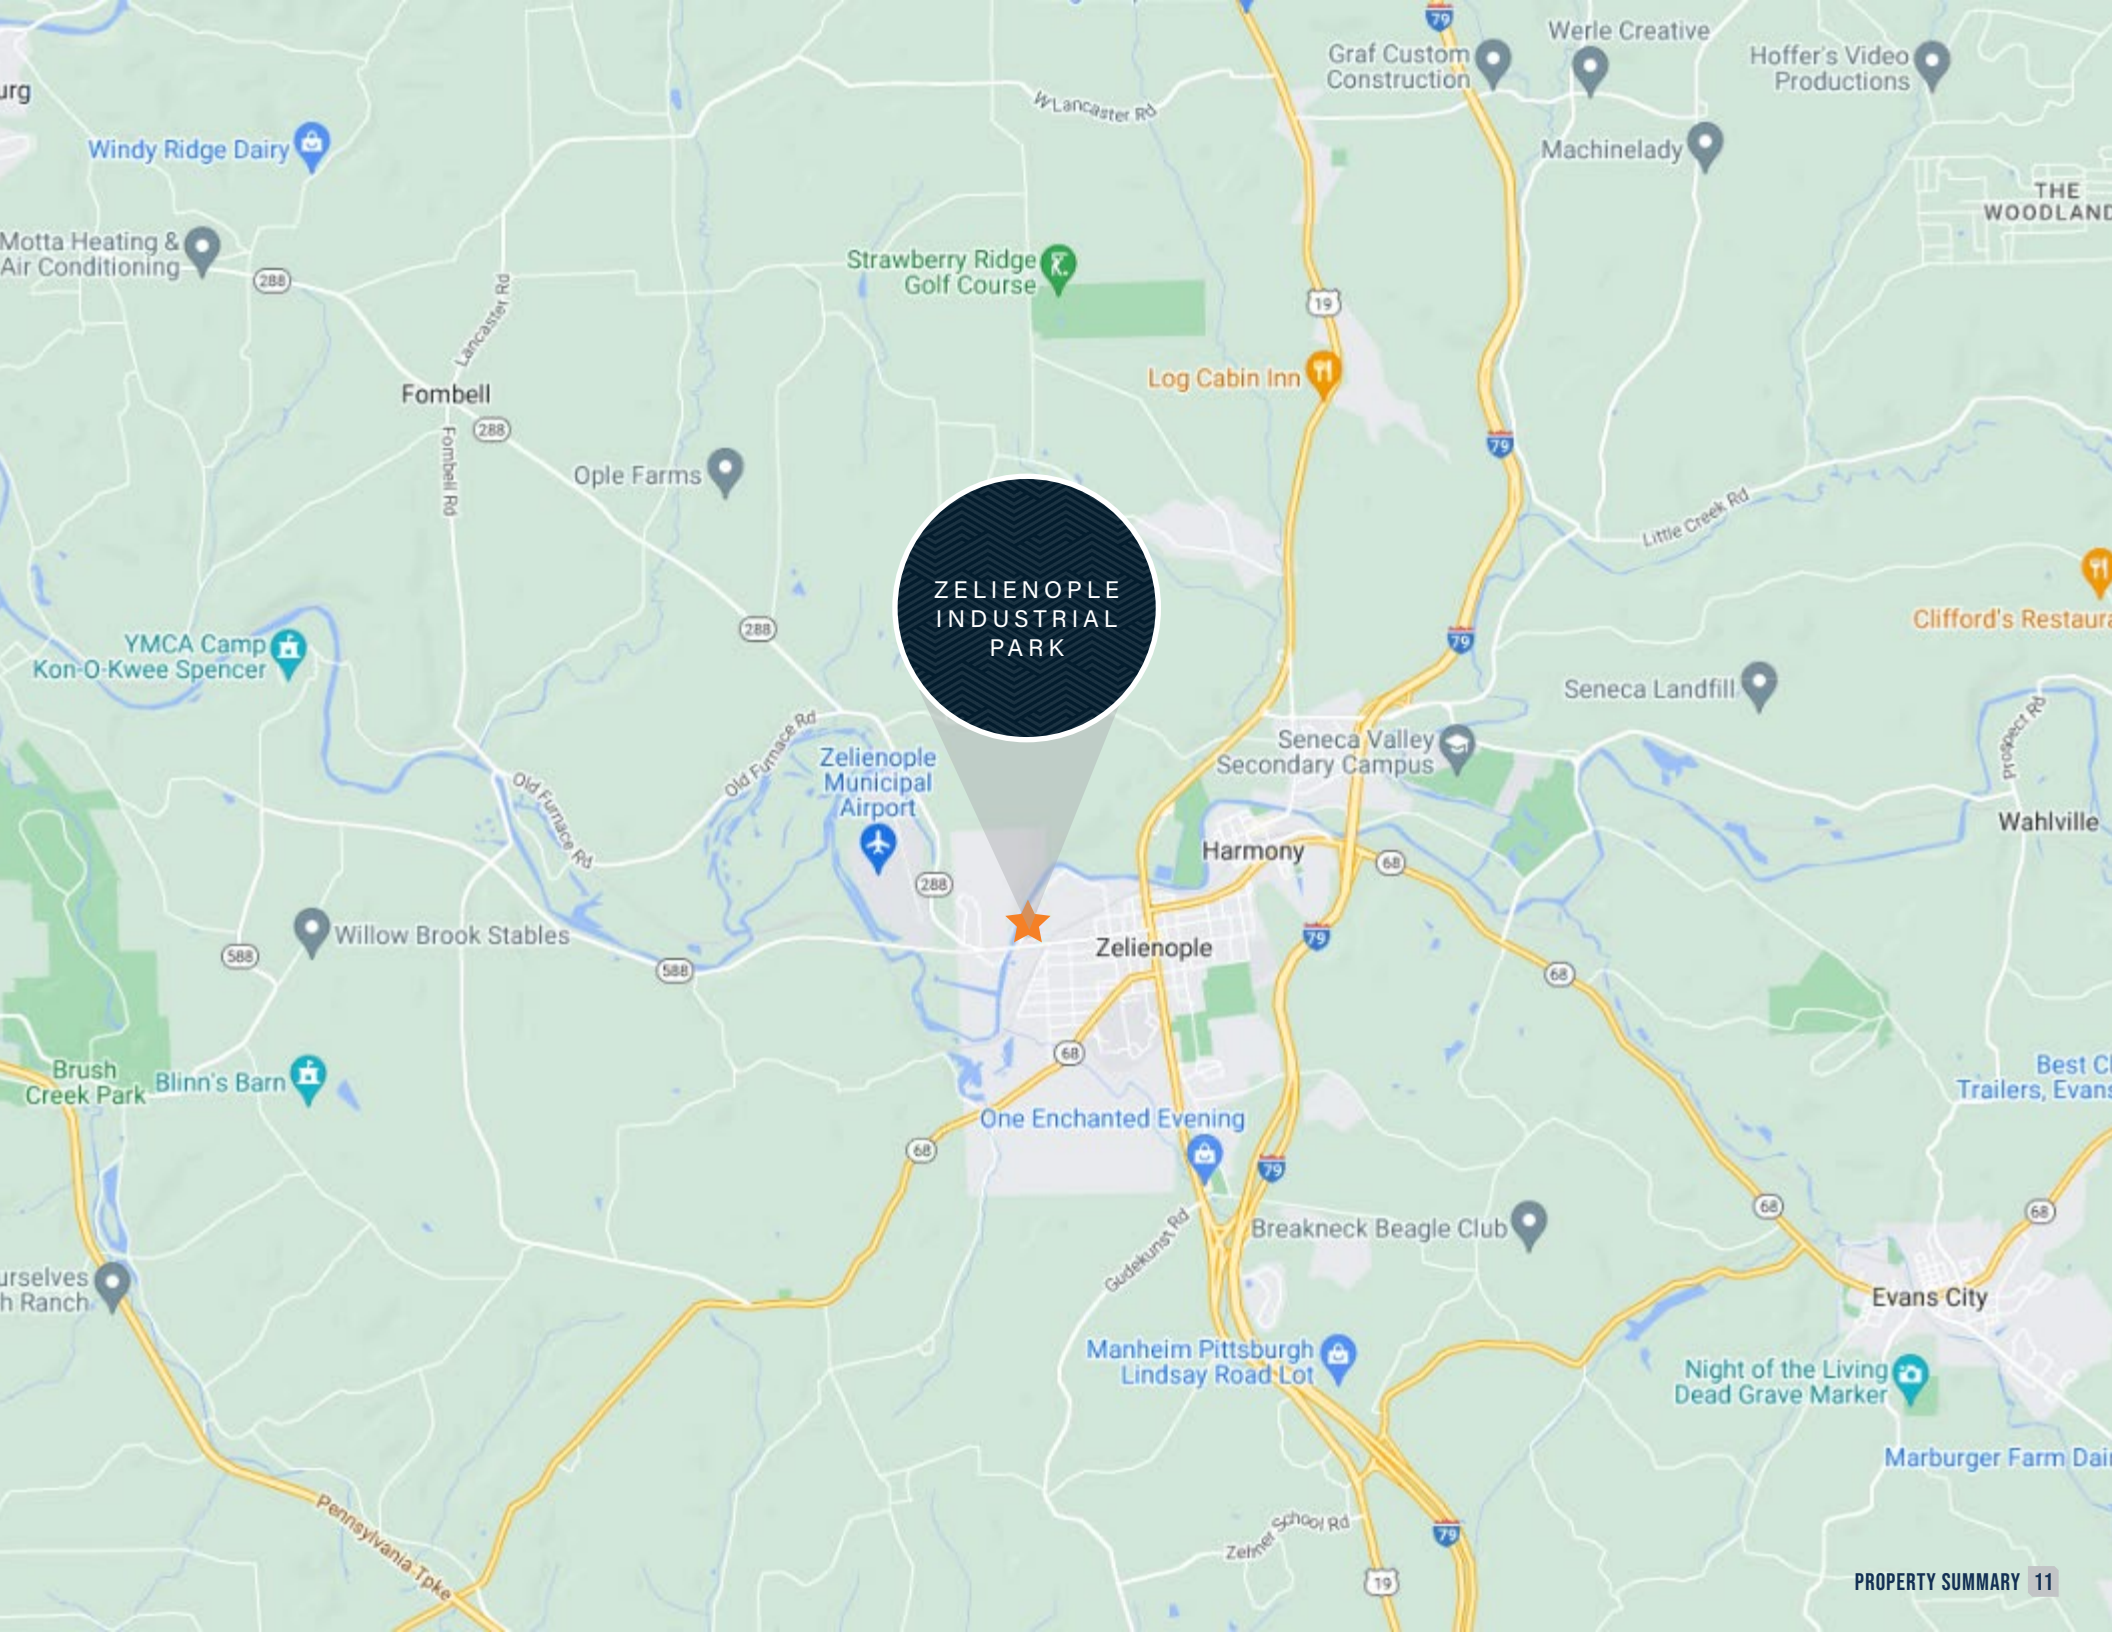 79
Werle Creative
Graf Custom
Construction
Hoffer's Video
Productions
urg
W Lancaster Rd
Windy Ridge Dairy
Machinelady
THE
WOODLAND
Motta Heating &
Air Conditioning
288
Strawberry Ridge
Golf Course
Lancaster Rd
19
Log Cabin Inn
Fombell
288
79
Fombell Rd
Ople Farms
Little Creek Rd
ZELIENOPLE
INDUSTRIAL
PARK
Clifford's Restaura
288
79
YMCA Camp
Kon-O-Kwee Spencer
Seneca Landfill
Prospect Rd
Old Furnace Rd
Seneca Valley
Secondary Campus
Zelienople
Municipal
Airport
Old Furnace Rd
Wahlville
Harmony
68
288
Willow Brook Stables
79
Zelienople
588
588
68
68
Brush
Creek Park
Blinn's Barn
Best Cl
Trailers, Evans
One Enchanted Evening
68
79
68
68
Gudekunst Rd
Breakneck Beagle Club
urselves
h Ranch
Evans City
Manheim Pittsburgh
Lindsay Road Lot
Night of the Living
Dead Grave Marker
Marburger Farm Dai
Pennsylvania Tpke
Zehner School Rd
79
19
PROPERTY SUMMARY 11